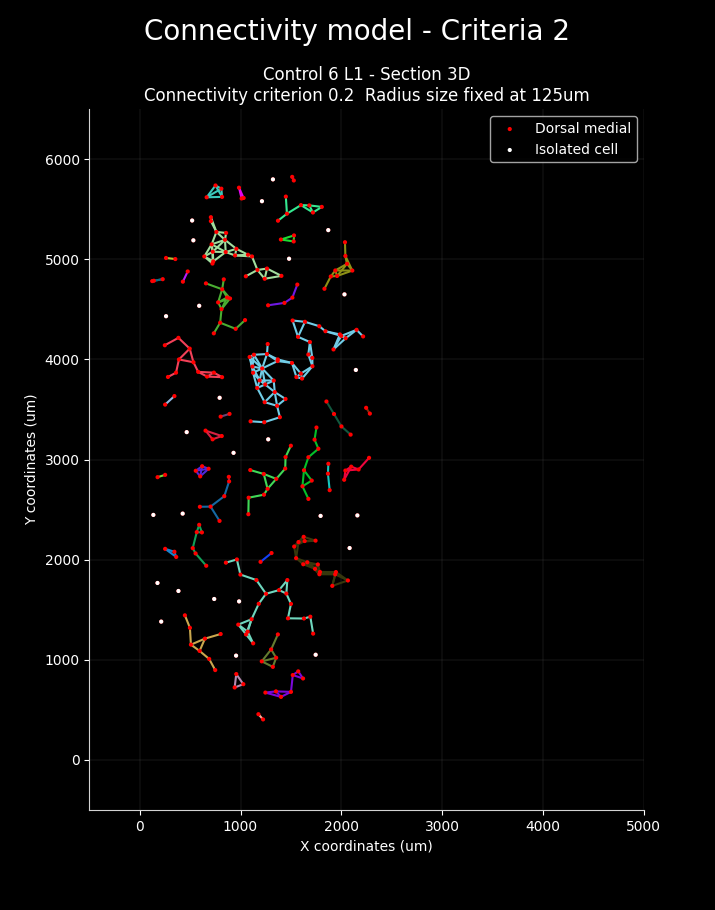 Connectivity model - Criteria 2
Control 6 L1 - Section 3D
Connectivity criterion 0.2  Radius size fixed at 125um
Dorsal medial
Isolated cell
Y coordinates (um)
6000
5000
4000
3000
2000
1000
0
0 1000 2000 3000 4000 5000
X coordinates (um)